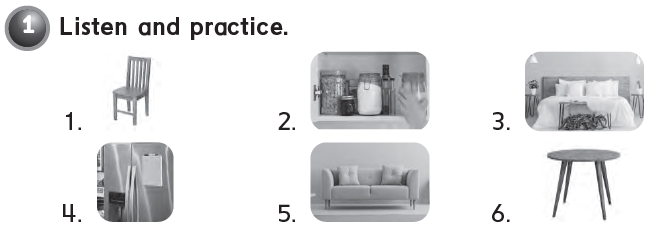 1 Listen and practice.
1. 2. 3.
4. 5. 6.